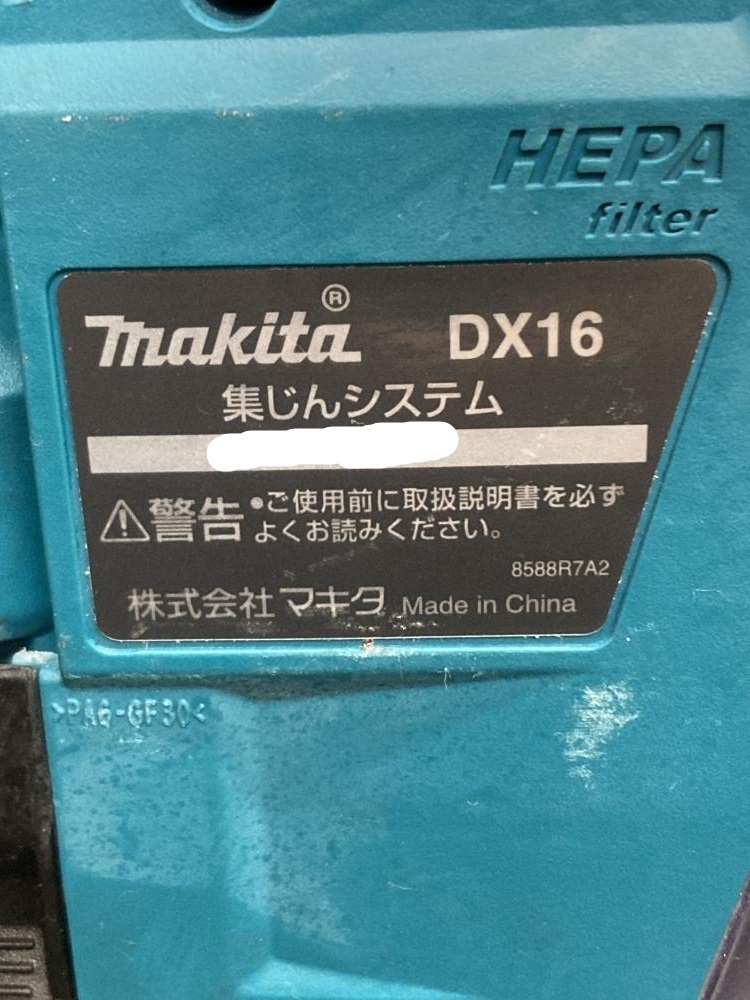 HEPA
filter
makita® DX16
集じんシステム
⚠警告 •ご使用前に取扱説明書を必ず
よくお読みください。
8588R7A2
株式会社マキタ Made in China
>PA6-GF30<